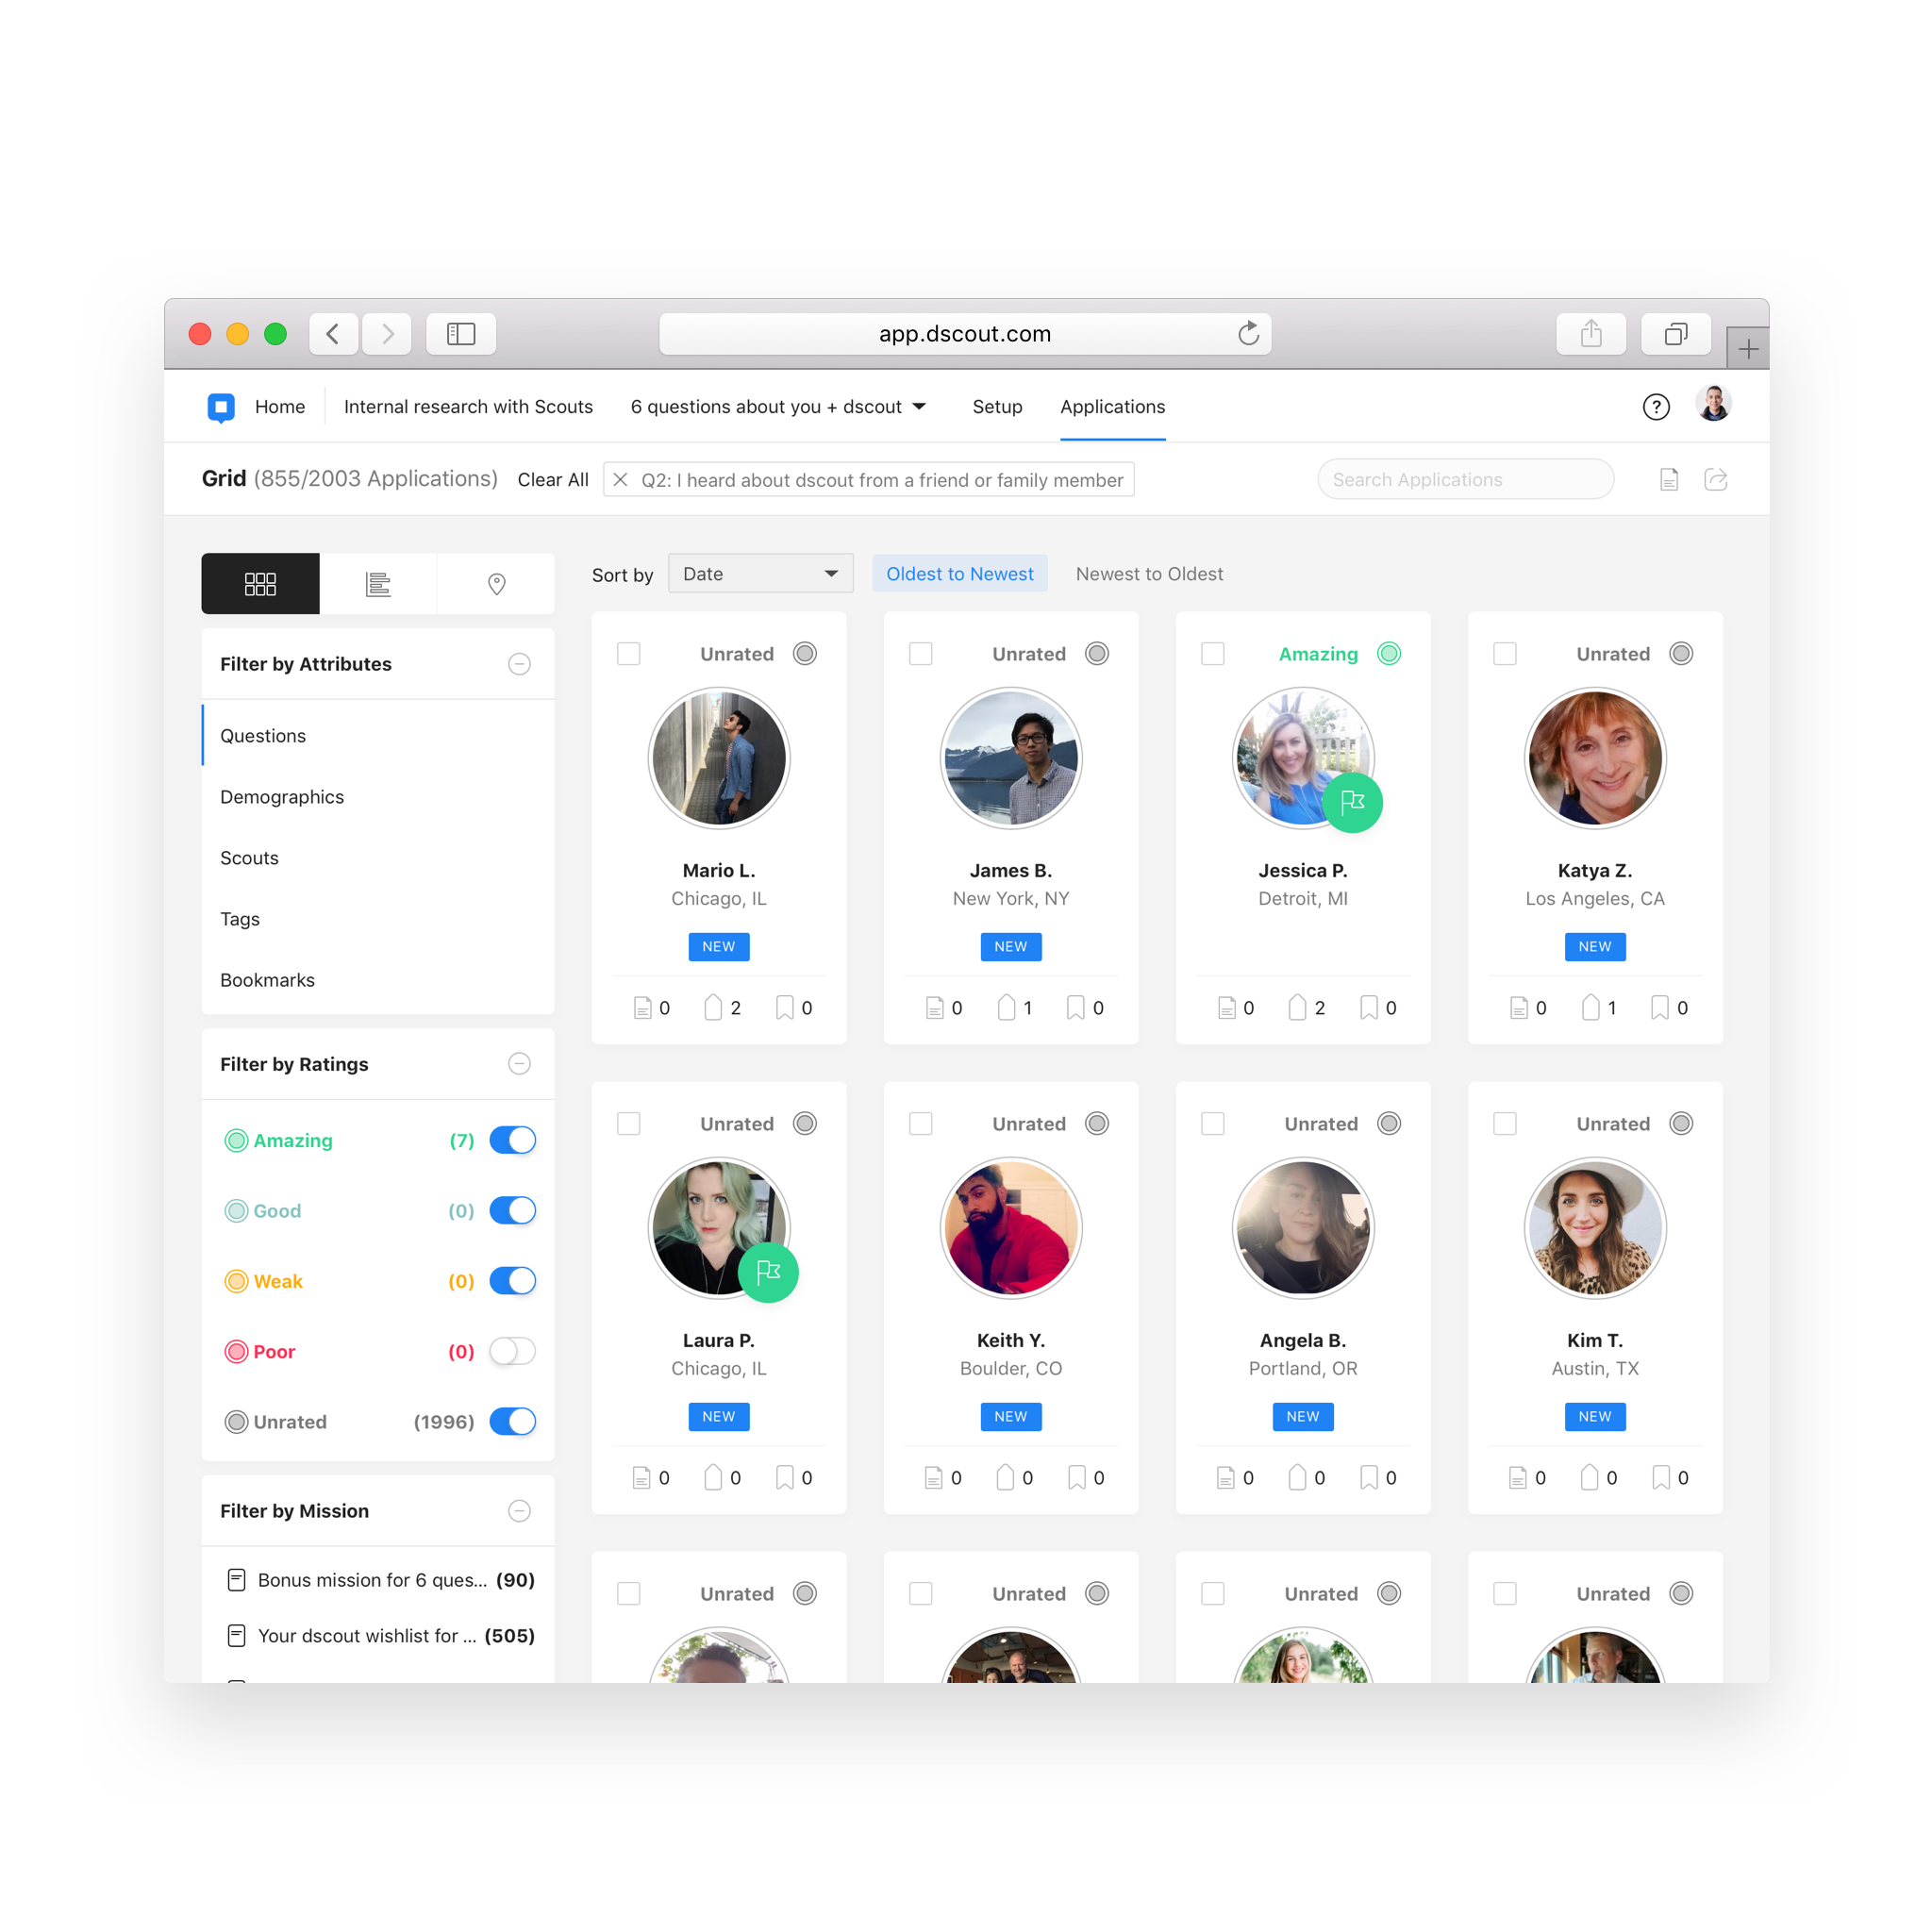 app.dscout.com
Home Internal research with Scouts 6 questions about you + dscout Setup Applications ?
Grid (855/2003 Applications) Clear All Q2: I heard about dscout from a friend or family member Search Applications
Sort by Date Oldest to Newest Newest to Oldest
Filter by Attributes
Questions
Demographics
Scouts
Tags
Bookmarks
Filter by Ratings
Amazing (7)
Good (0)
Weak (0)
Poor (0)
Unrated (1996)
Filter by Mission
Bonus mission for 6 ques... (90)
Your dscout wishlist for ... (505)
Unrated Unrated Amazing Unrated
Mario L. James B. Jessica P. Katya Z.
Chicago, IL New York, NY Detroit, MI Los Angeles, CA
NEW NEW NEW
0 2 0 0 1 0 0 2 0 0 1 0
Unrated Unrated Unrated Unrated
Laura P. Keith Y. Angela B. Kim T.
Chicago, IL Boulder, CO Portland, OR Austin, TX
NEW NEW NEW NEW
0 0 0 0 0 0 0 0 0 0 0 0
Unrated Unrated Unrated Unrated